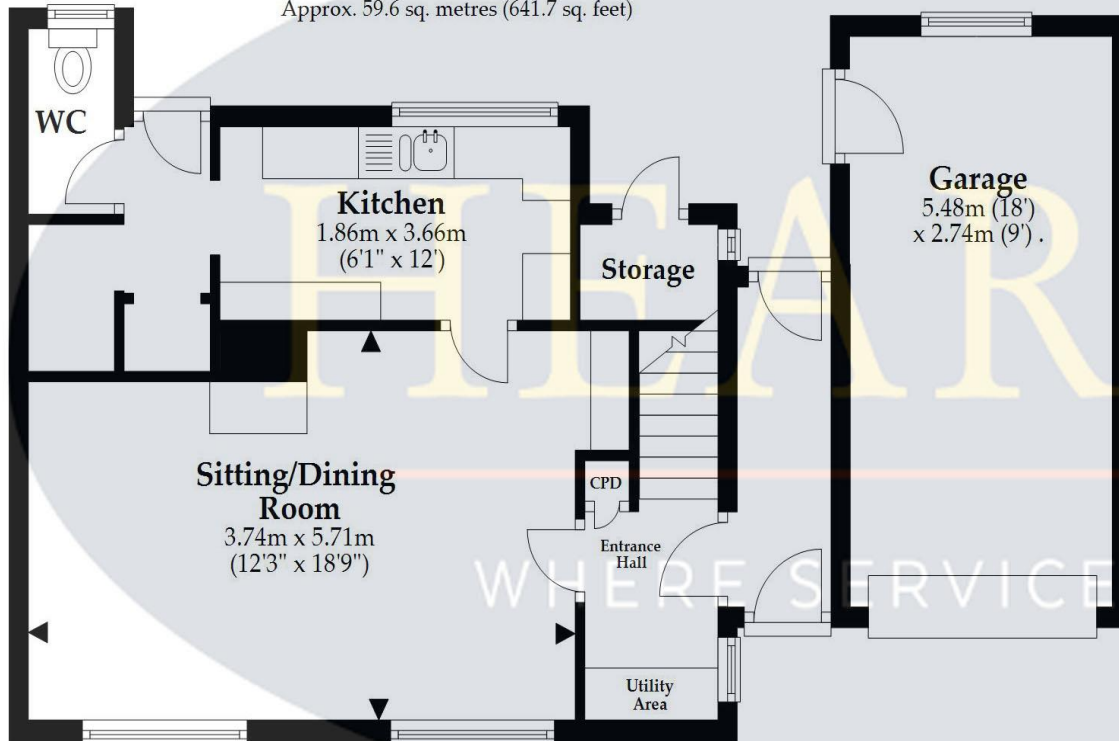 Approx. 59.6 sq. metres (641.7 sq. feet)
WC
Kitchen
1.86m x 3.66m
(6'1" x 12')
Garage
5.48m (18')
x 2.74m (9') .
Storage
HEAR
Sitting/Dining
Room
3.74m x 5.71m
(12'3" x 18'9")
CPD
Entrance
Hall
WHERE SERVICE
Utility
Area